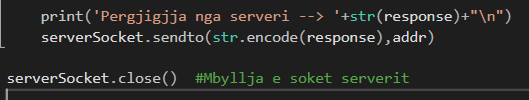 print('Pergjigjja nga serveri --> '+str(response)+"\n")
serverSocket.sendto(str.encode(response),addr)
serverSocket.close()  #Mbyllja e soket serverit